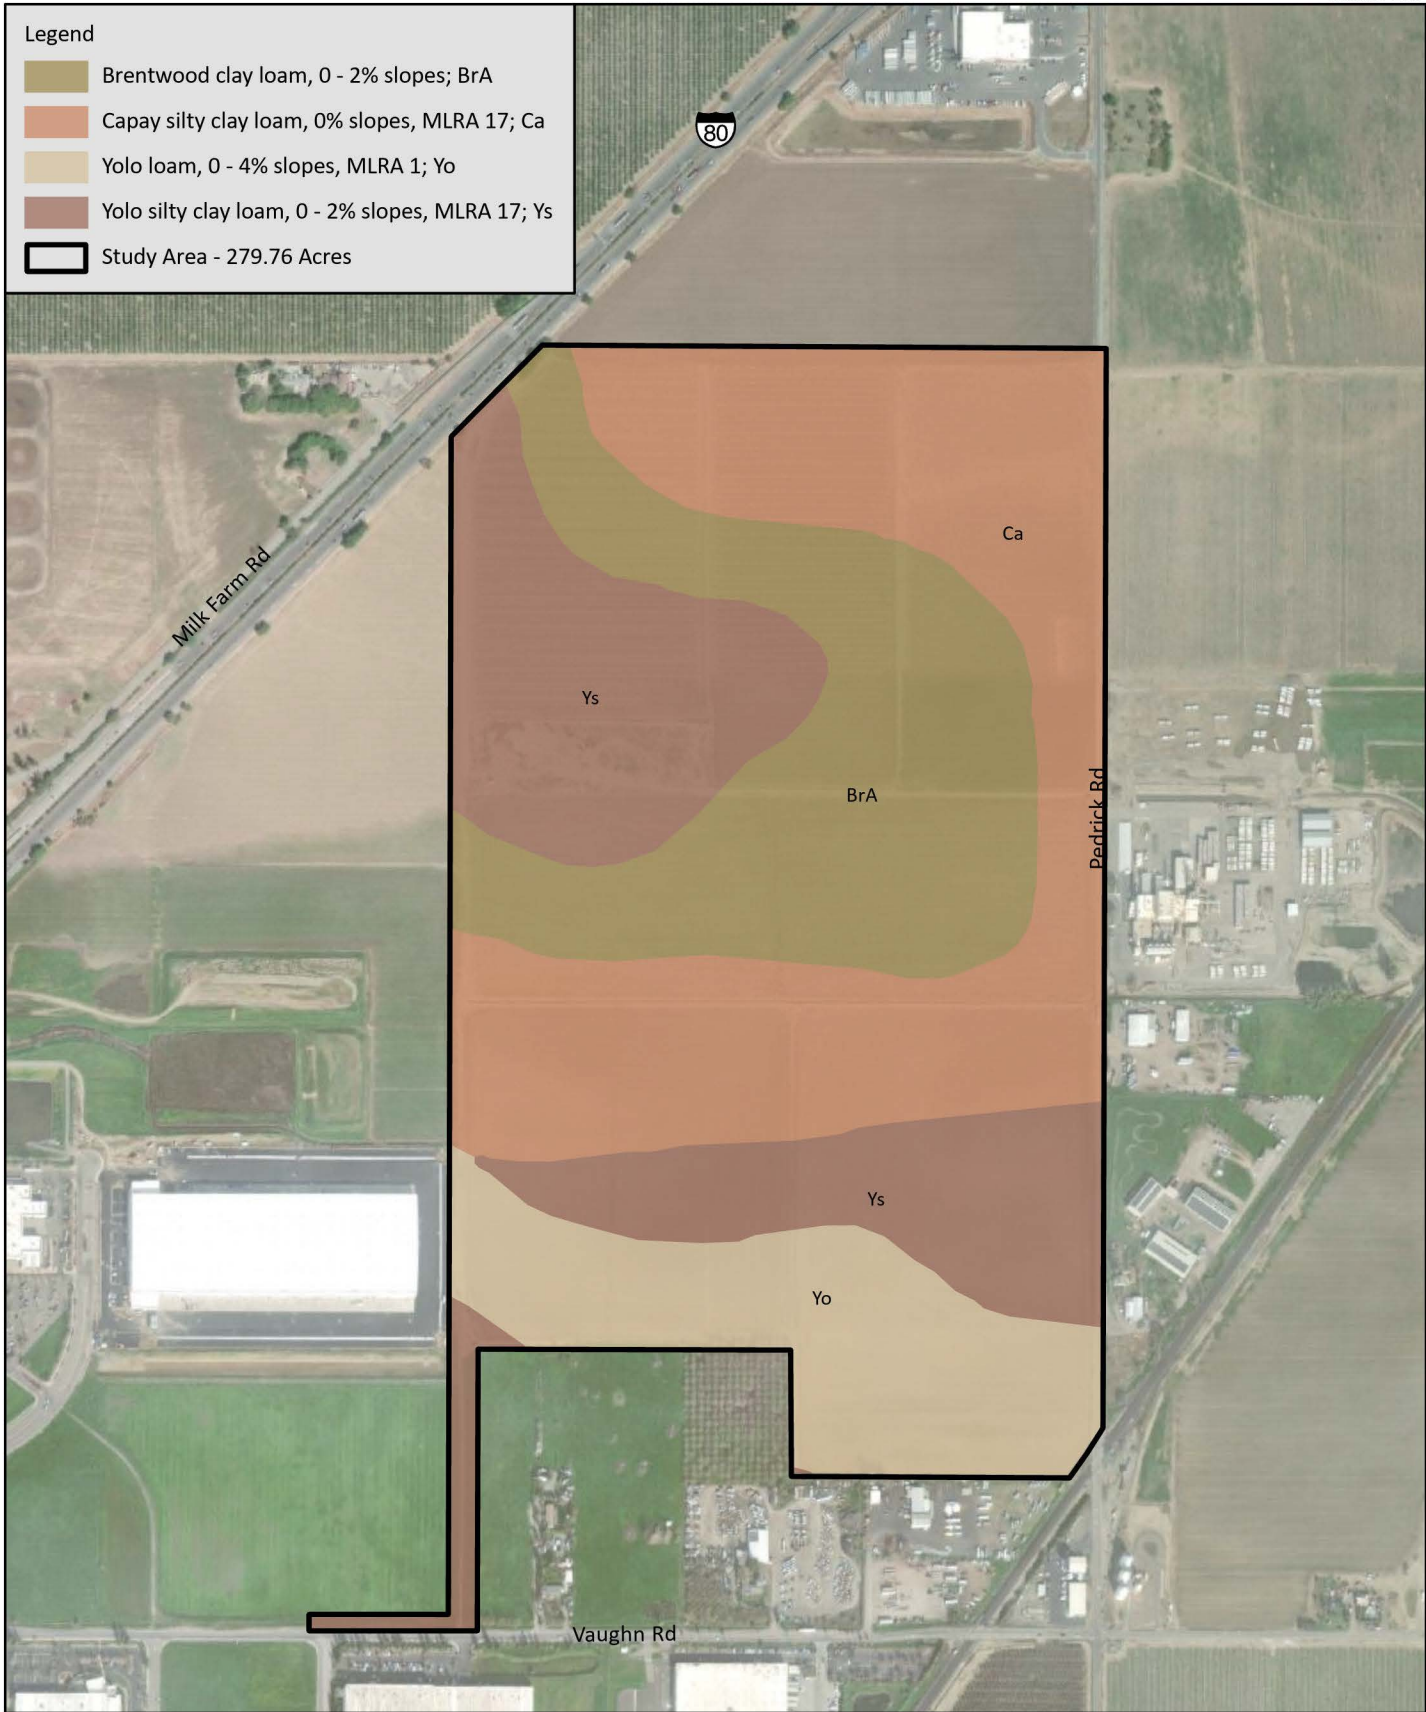 Legend
Brentwood clay loam, 0 - 2% slopes; BrA
Capay silty clay loam, 0% slopes, MLRA 17; Ca
Yolo loam, 0 - 4% slopes, MLRA 1; Yo
Yolo silty clay loam, 0 - 2% slopes, MLRA 17; Ys
Study Area - 279.76 Acres
80
Ca
Milk Farm Rd
Ys
BrA
Pedrick Rd
Ys
Yo
Vaughn Rd